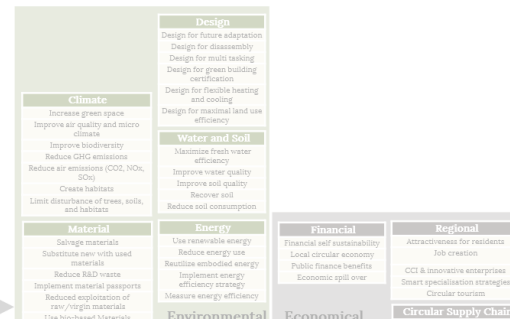 Design
Design for future adaptation
Design for disassembly
Design for multi tasking
Design for green building
certification
Design for flexible heating
and cooling
Design for maximal land use
efficiency
Climate
Increase green space
Improve air quality and micro
climate
Improve biodiversity
Reduce GHG emissions
Reduce air emissions (CO2, NOx,
SOx)
Create habitats
Limit disturbance of trees, soils,
and habitats
Water and Soil
Maximize fresh water
efficiency
Improve water quality
Improve soil quality
Recover soil
Reduce soil consumption
Material
Salvage materials
Substitute new with used
materials
Reduce R&D waste
Implement material passports
Reduced exploitation of
raw/virgin materials
Use bio-based Materials
Energy
Use renewable energy
Reduce energy use
Reutilize embodied energy
Implement energy
efficiency strategy
Measure energy efficiency
Environmental
Financial
Financial self sustainability
Local circular economy
Public finance benefits
Economic spill over
Economical
Regional
Attractiveness for residents
Job creation
CCI & innovative enterprises
Smart specialisation strategies
Circular tourism
Circular Supply Chain